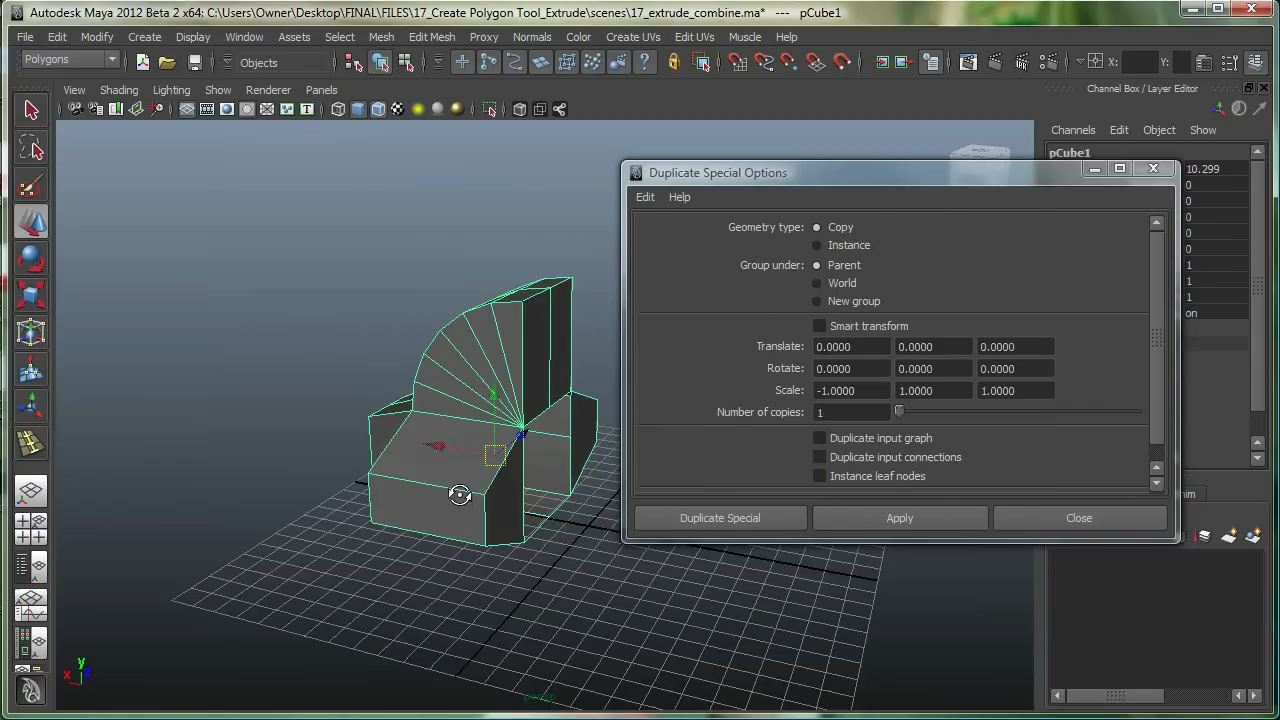 Autodesk Maya 2012 Beta 2 x64: C:\Users\Owner\Desktop\FINAL\FILES\17_Create Polygon Tool_Extrude\scenes\17_extrude_combine.ma* --- pCube1
File Edit Modify Create Display Window Assets Select Mesh Edit Mesh Proxy Normals Color Create UVs Edit UVs Muscle Help
Polygons Objects X: Y:
View Shading Lighting Show Renderer Panels
Channel Box / Layer Editor
Channels Edit Object Show
pCube1
10.299
0
0
0
0
0
1
1
1
on
Duplicate Special Options
Edit Help
Geometry type: Copy
Instance
Group under: Parent
World
New group
Smart transform
Translate: 0.0000 0.0000 0.0000
Rotate: 0.0000 0.0000 0.0000
Scale: -1.0000 1.0000 1.0000
Number of copies: 1
Duplicate input graph
Duplicate input connections
Instance leaf nodes
Duplicate Special Apply Close
y
x z
persp